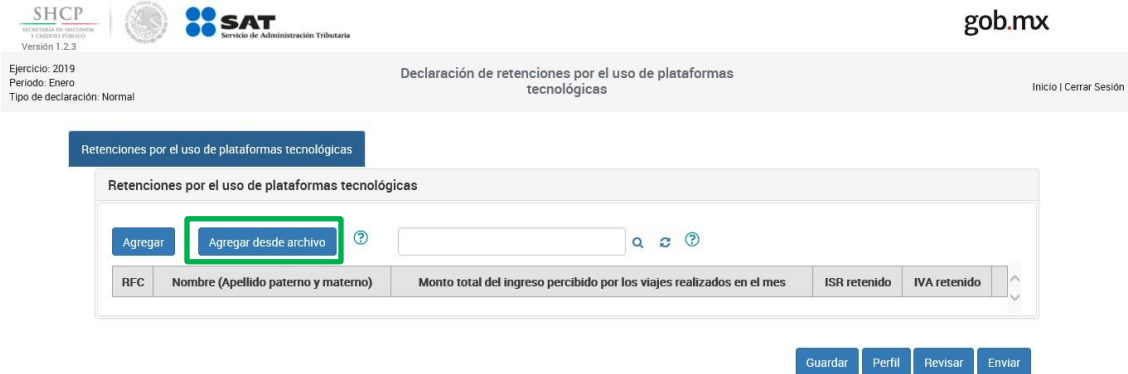 SHCP
SECRETARÍA DE HACIENDA
Y CRÉDITO PÚBLICO
SAT
Servicio de Administración Tributaria
gob.mx
Versión 1.2.3
Ejercicio: 2019
Periodo: Enero
Tipo de declaración: Normal
Declaración de retenciones por el uso de plataformas
tecnológicas
Inicio | Cerrar Sesión
Retenciones por el uso de plataformas tecnológicas
Retenciones por el uso de plataformas tecnológicas
Agregar Agregar desde archivo ? ?
RFC Nombre (Apellido paterno y materno) Monto total del ingreso percibido por los viajes realizados en el mes ISR retenido IVA retenido
Guardar Perfil Revisar Enviar